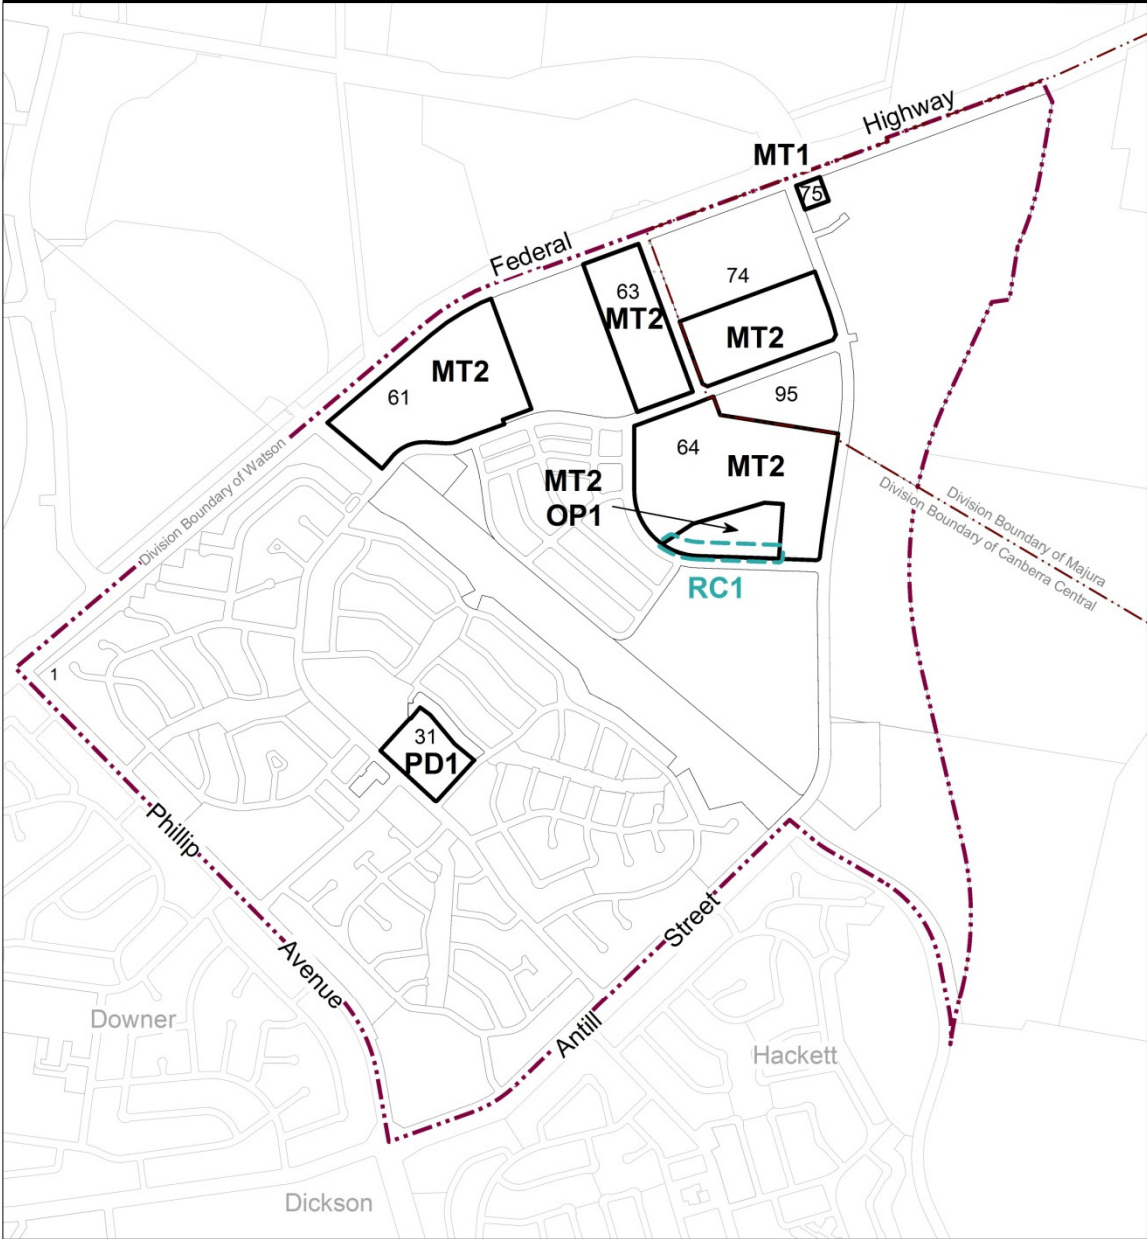 Highway
MT1
75
Federal
74
63
MT2
MT2
MT2
61
95
64
MT2
MT2
OP1
RC1
Division Boundary of Watson
Division Boundary of Majura
Division Boundary of Canberra Central
1
31
PD1
Phillip
Avenue
Street
Antill
Downer
Hackett
Dickson